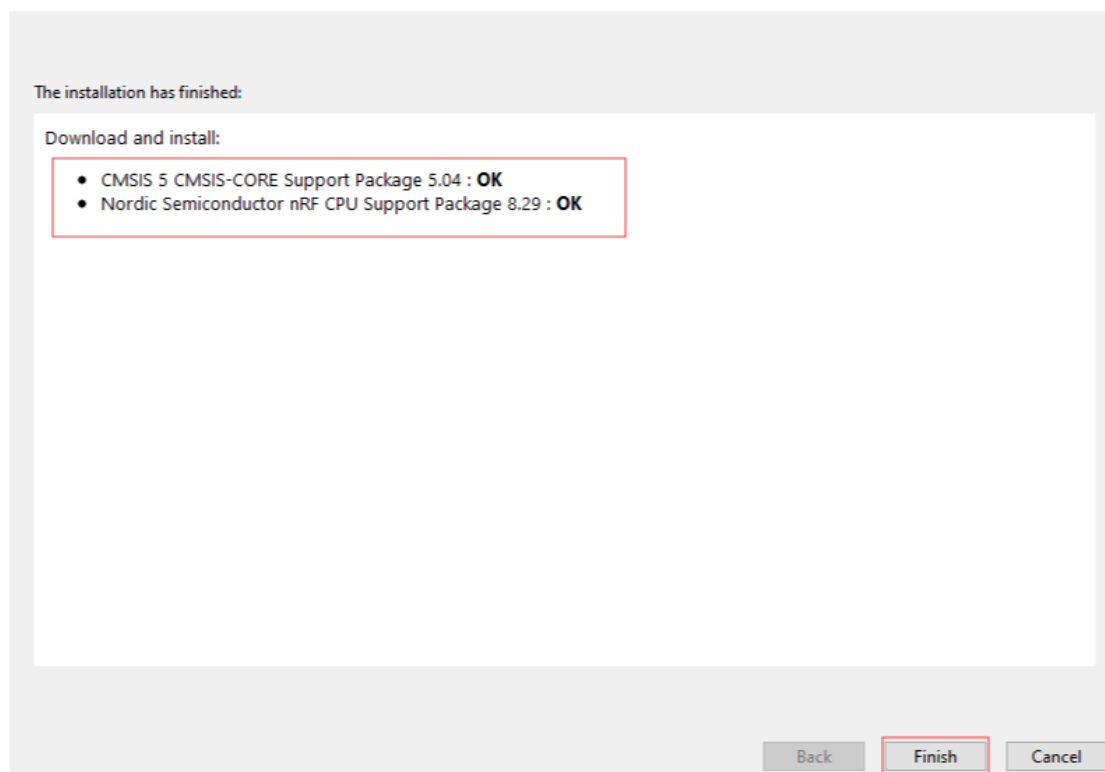 The installation has finished:
Download and install:
• CMSIS 5 CMSIS-CORE Support Package 5.04 : OK
• Nordic Semiconductor nRF CPU Support Package 8.29 : OK
Back Finish Cancel